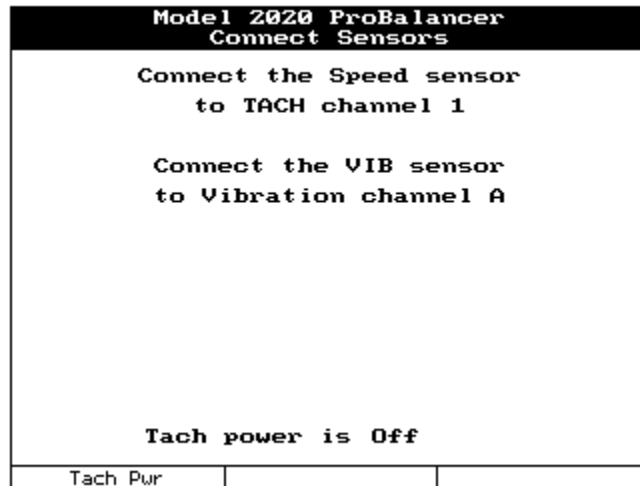 Model 2020 ProBalancer
Connect Sensors
Connect the Speed sensor
to TACH channel 1
Connect the VIB sensor
to Vibration channel A
Tach power is Off
Tach Pwr